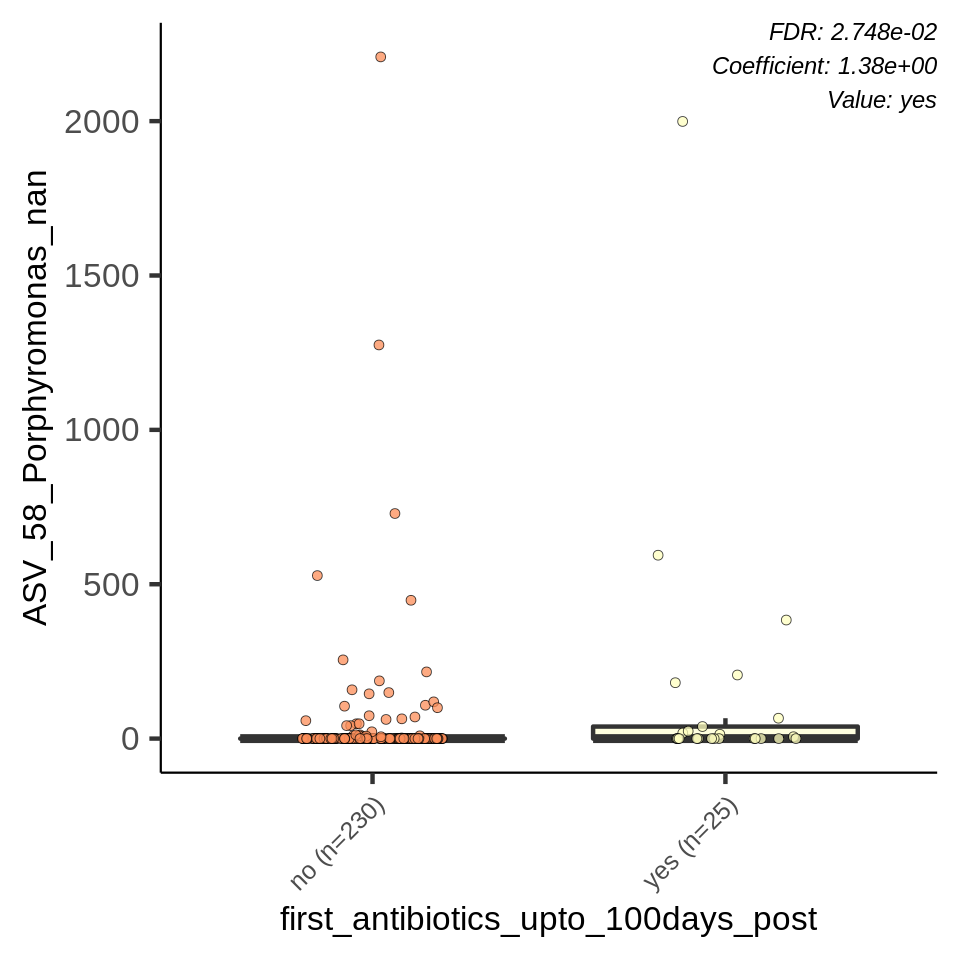 FDR: 2.748e-02
Coefficient: 1.38e+00
Value: yes
ASV_58_Porphyromonas_nan
2000
1500
1000
500
0
no (n=230)
yes (n=25)
first_antibiotics_upto_100days_post